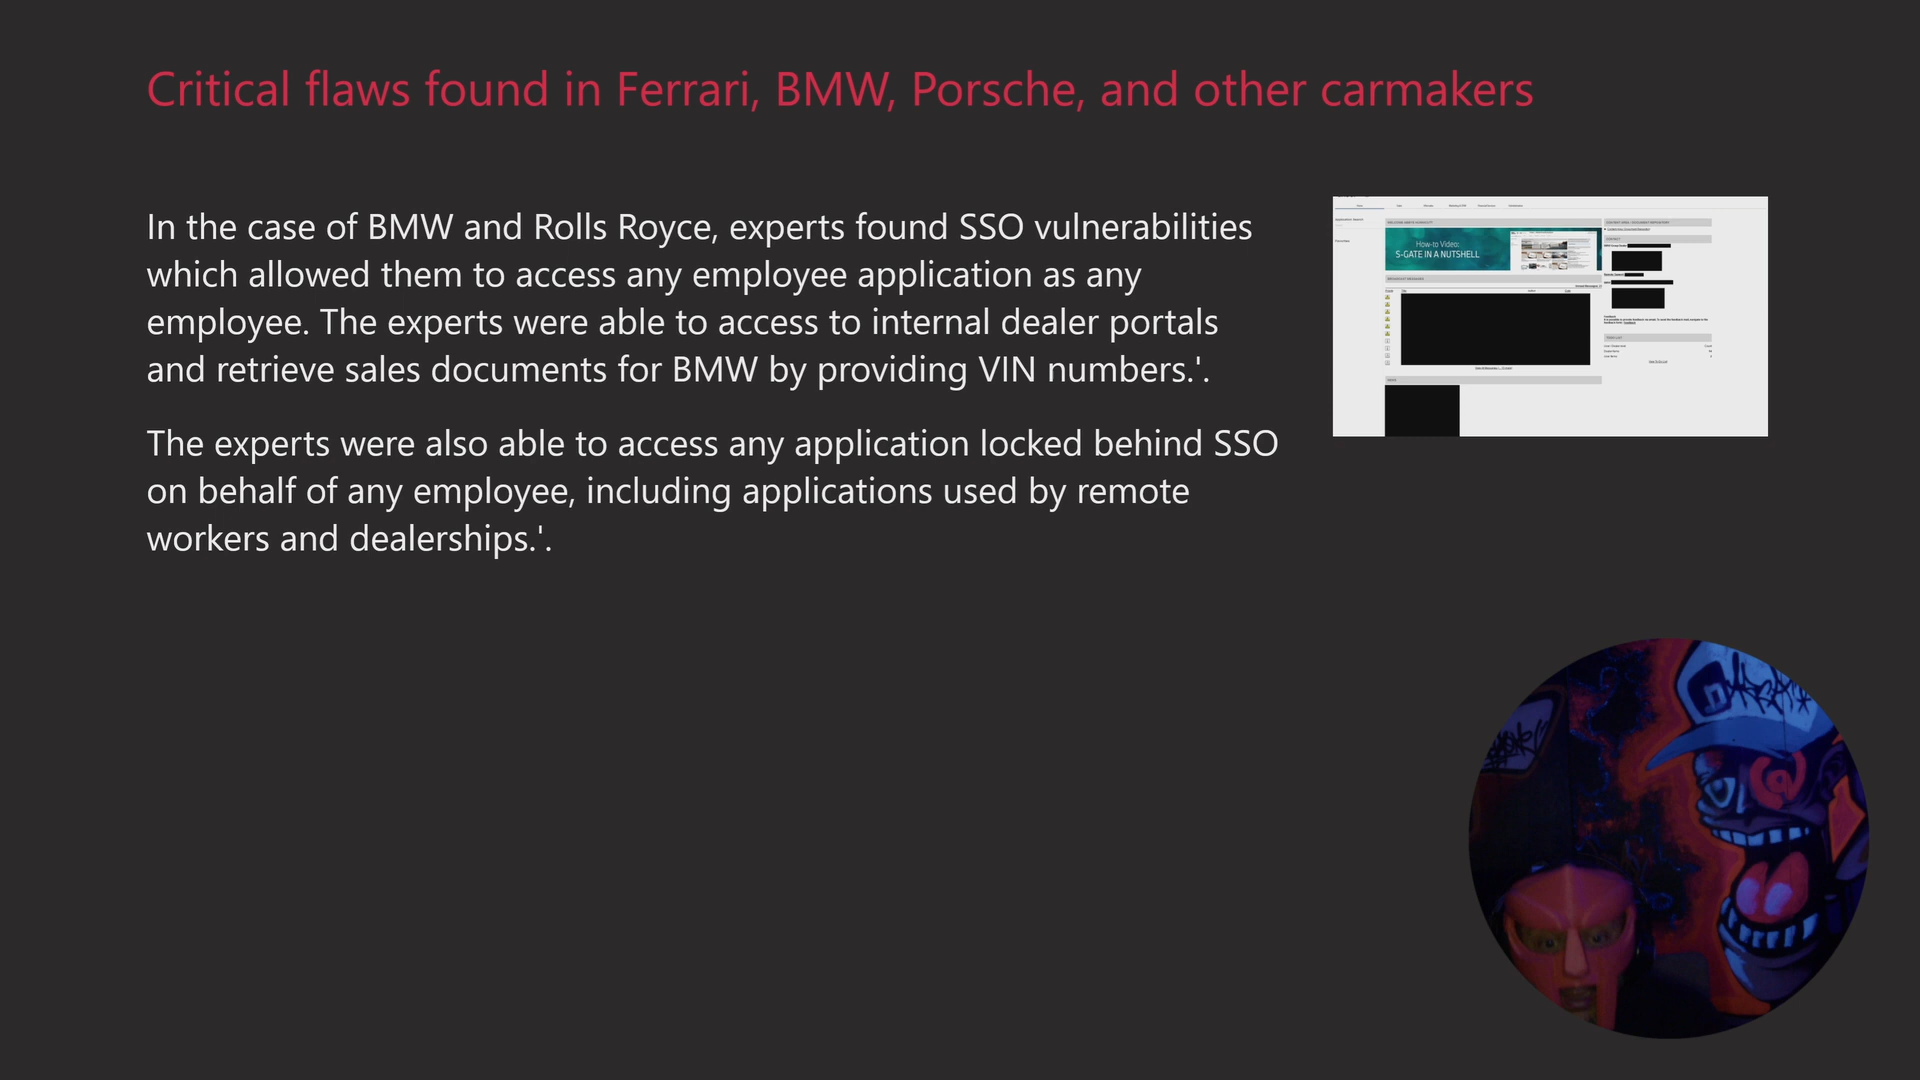 Critical flaws found in Ferrari, BMW, Porsche, and other carmakers
In the case of BMW and Rolls Royce, experts found SSO vulnerabilities
which allowed them to access any employee application as any
employee. The experts were able to access to internal dealer portals
and retrieve sales documents for BMW by providing VIN numbers.'.
The experts were also able to access any application locked behind SSO
on behalf of any employee, including applications used by remote
workers and dealerships.'.
How-to Video:
S-GATE IN A NUTSHELL